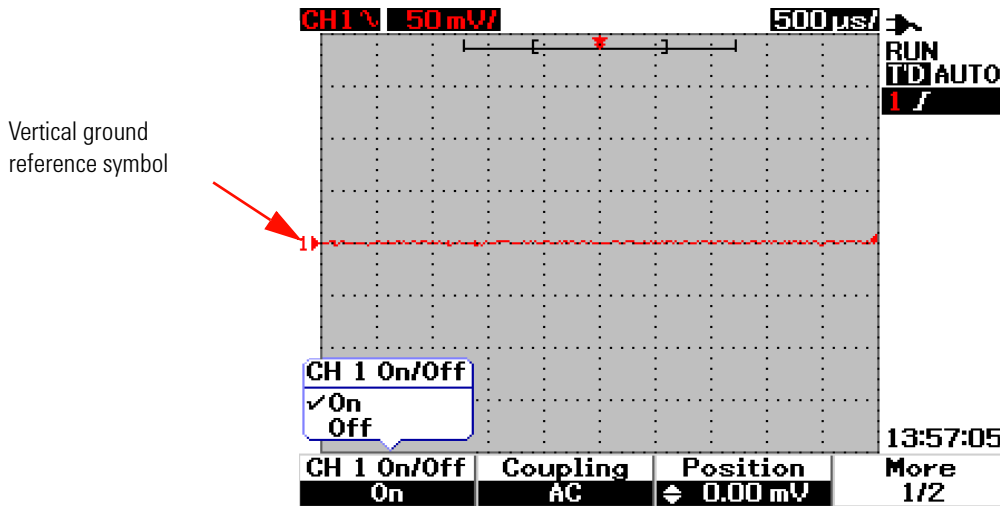 CH1 50 mV/ 500 µs/
RUN
T'D AUTO
1
Vertical ground
reference symbol
1
CH 1 On/Off
✓On
Off
13:57:05
CH 1 On/Off Coupling Position More
On AC 0.00 mV 1/2